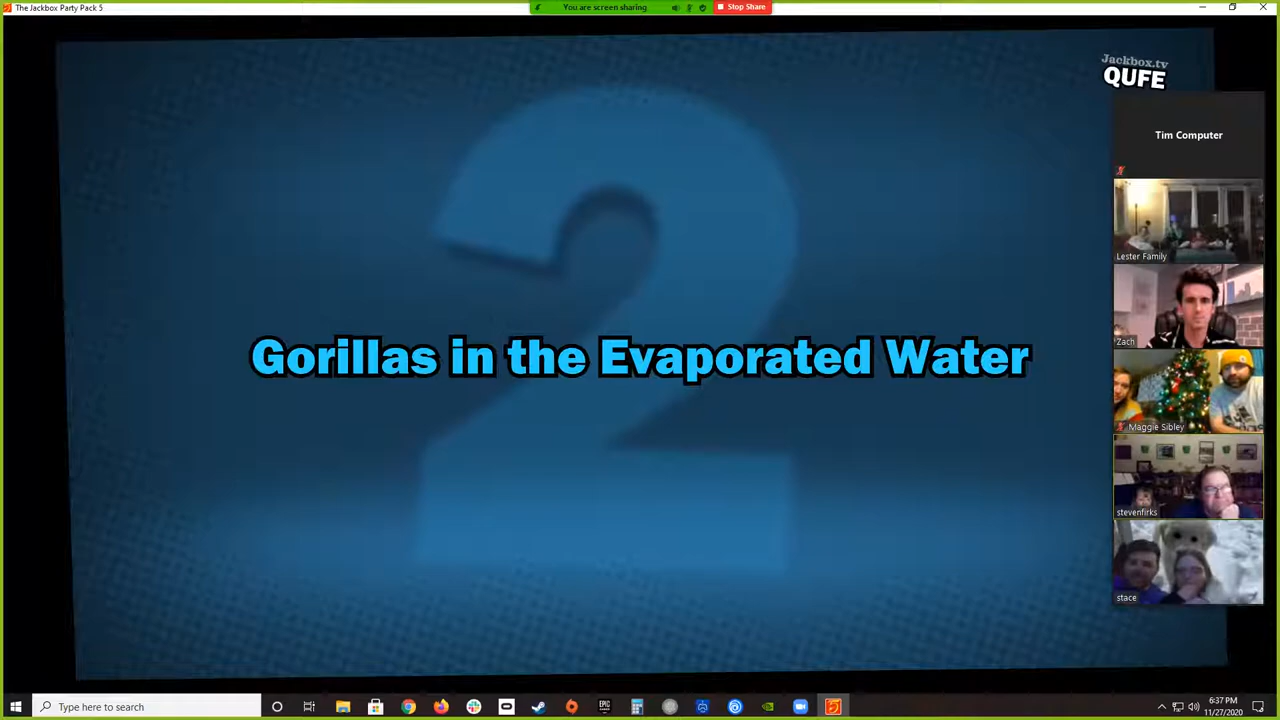 The Jackbox Party Pack 5
You are screen sharing
Stop Share
Jackbox.tv
QUFE
Tim Computer
Lester Family
Zach
Gorillas in the Evaporated Water
Maggie Sibley
stevenfirks
stace
Type here to search
EPIC
6:37 PM
11/27/2020